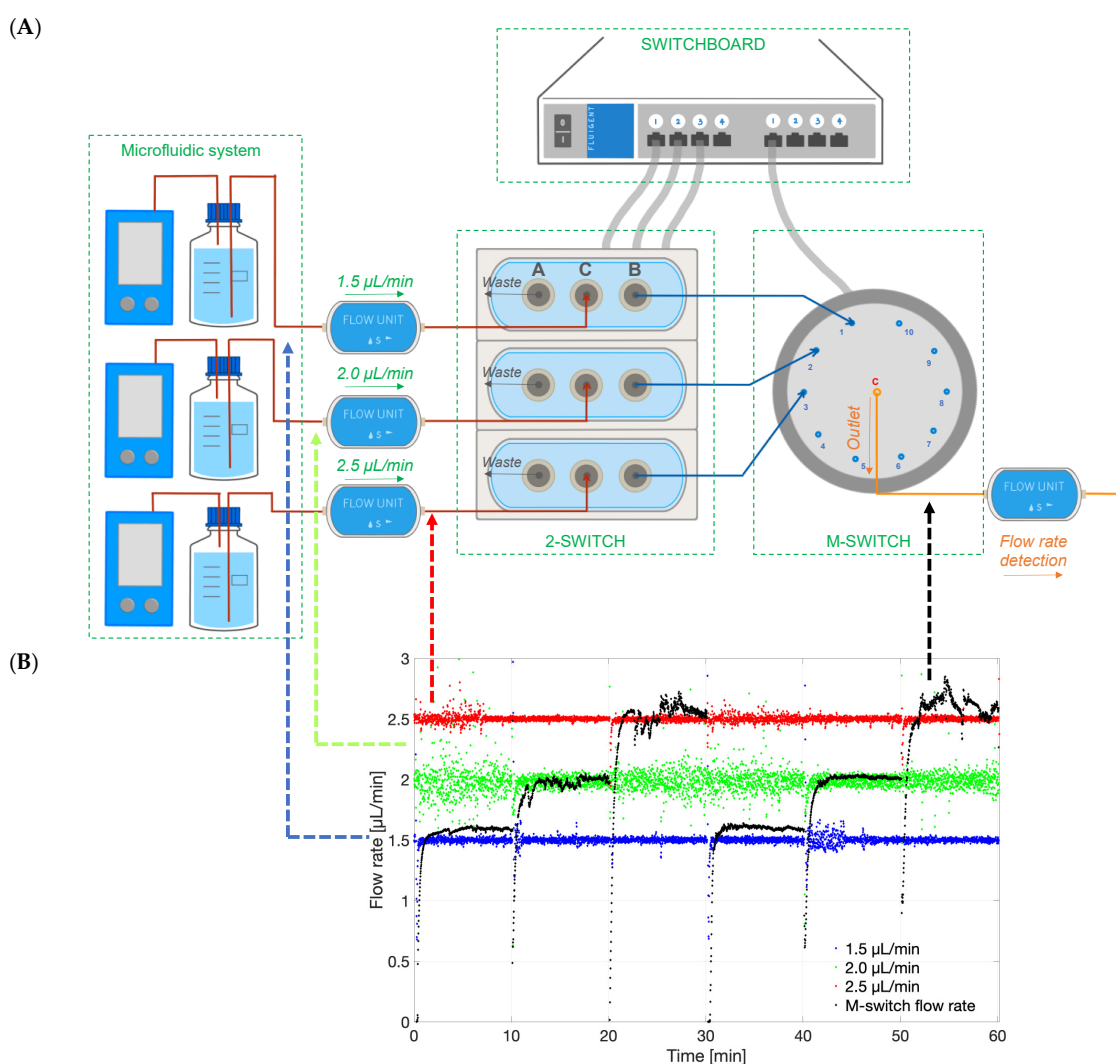 (A)
SWITCHBOARD
0
I
FLUIGENT
1 2 3 4
1 2 3 4
Microfluidic system
1.5 µL/min
FLOW UNIT
S
2.0 µL/min
FLOW UNIT
S
2.5 µL/min
FLOW UNIT
S
Waste
A C B
Waste
Waste
2-SWITCH
1
10
2
9
C
3
8
4
7
5
6
Outlet
M-SWITCH
FLOW UNIT
S
Flow rate
detection
(B)
Flow rate [µL/min]
3
2.5
2
1.5
1
0.5
0
0 10 20 30 40 50 60
Time [min]
1.5 µL/min
2.0 µL/min
2.5 µL/min
M-switch flow rate